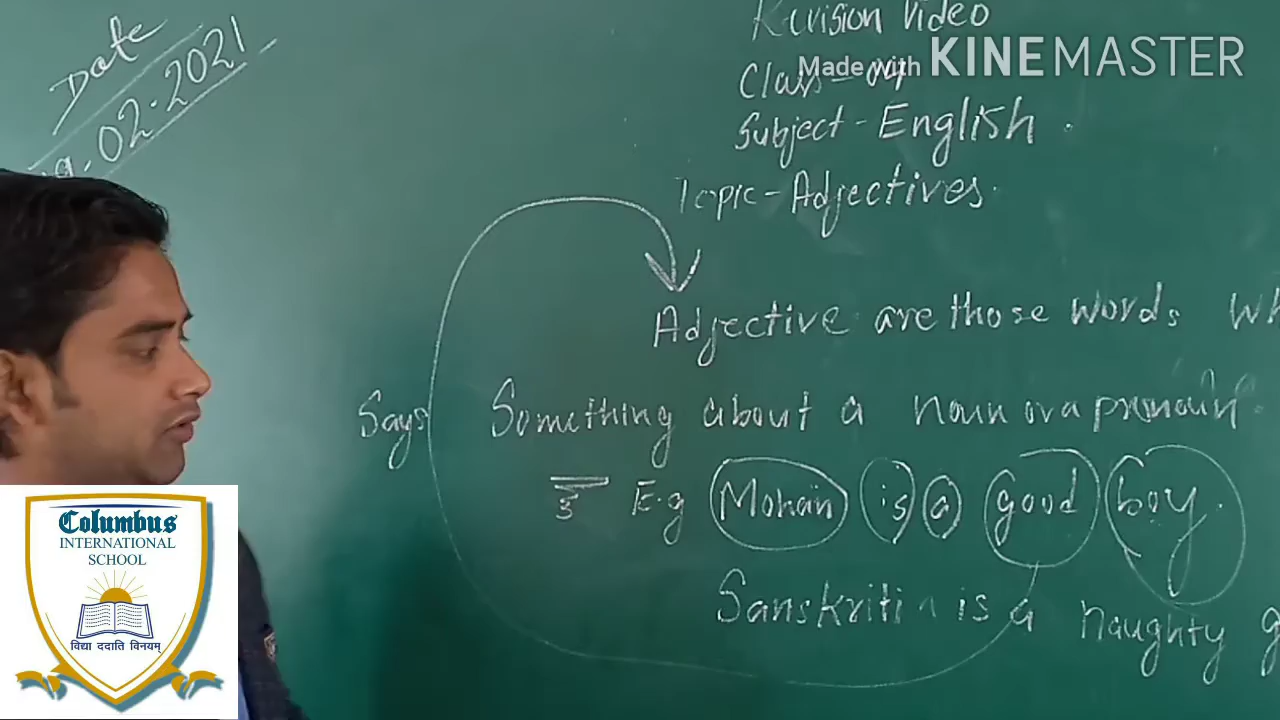 Date
02.2021
Revision Video
Made with KINEMASTER
Class-04
Subject-English.
Topic-Adjectives.
Adjective are those words
Says
Something about a noun or a pronoun.
E.g Mohan is a good boy.
Sanskriti is a naughty
Columbus
INTERNATIONAL
SCHOOL
विद्या ददाति विनयम्